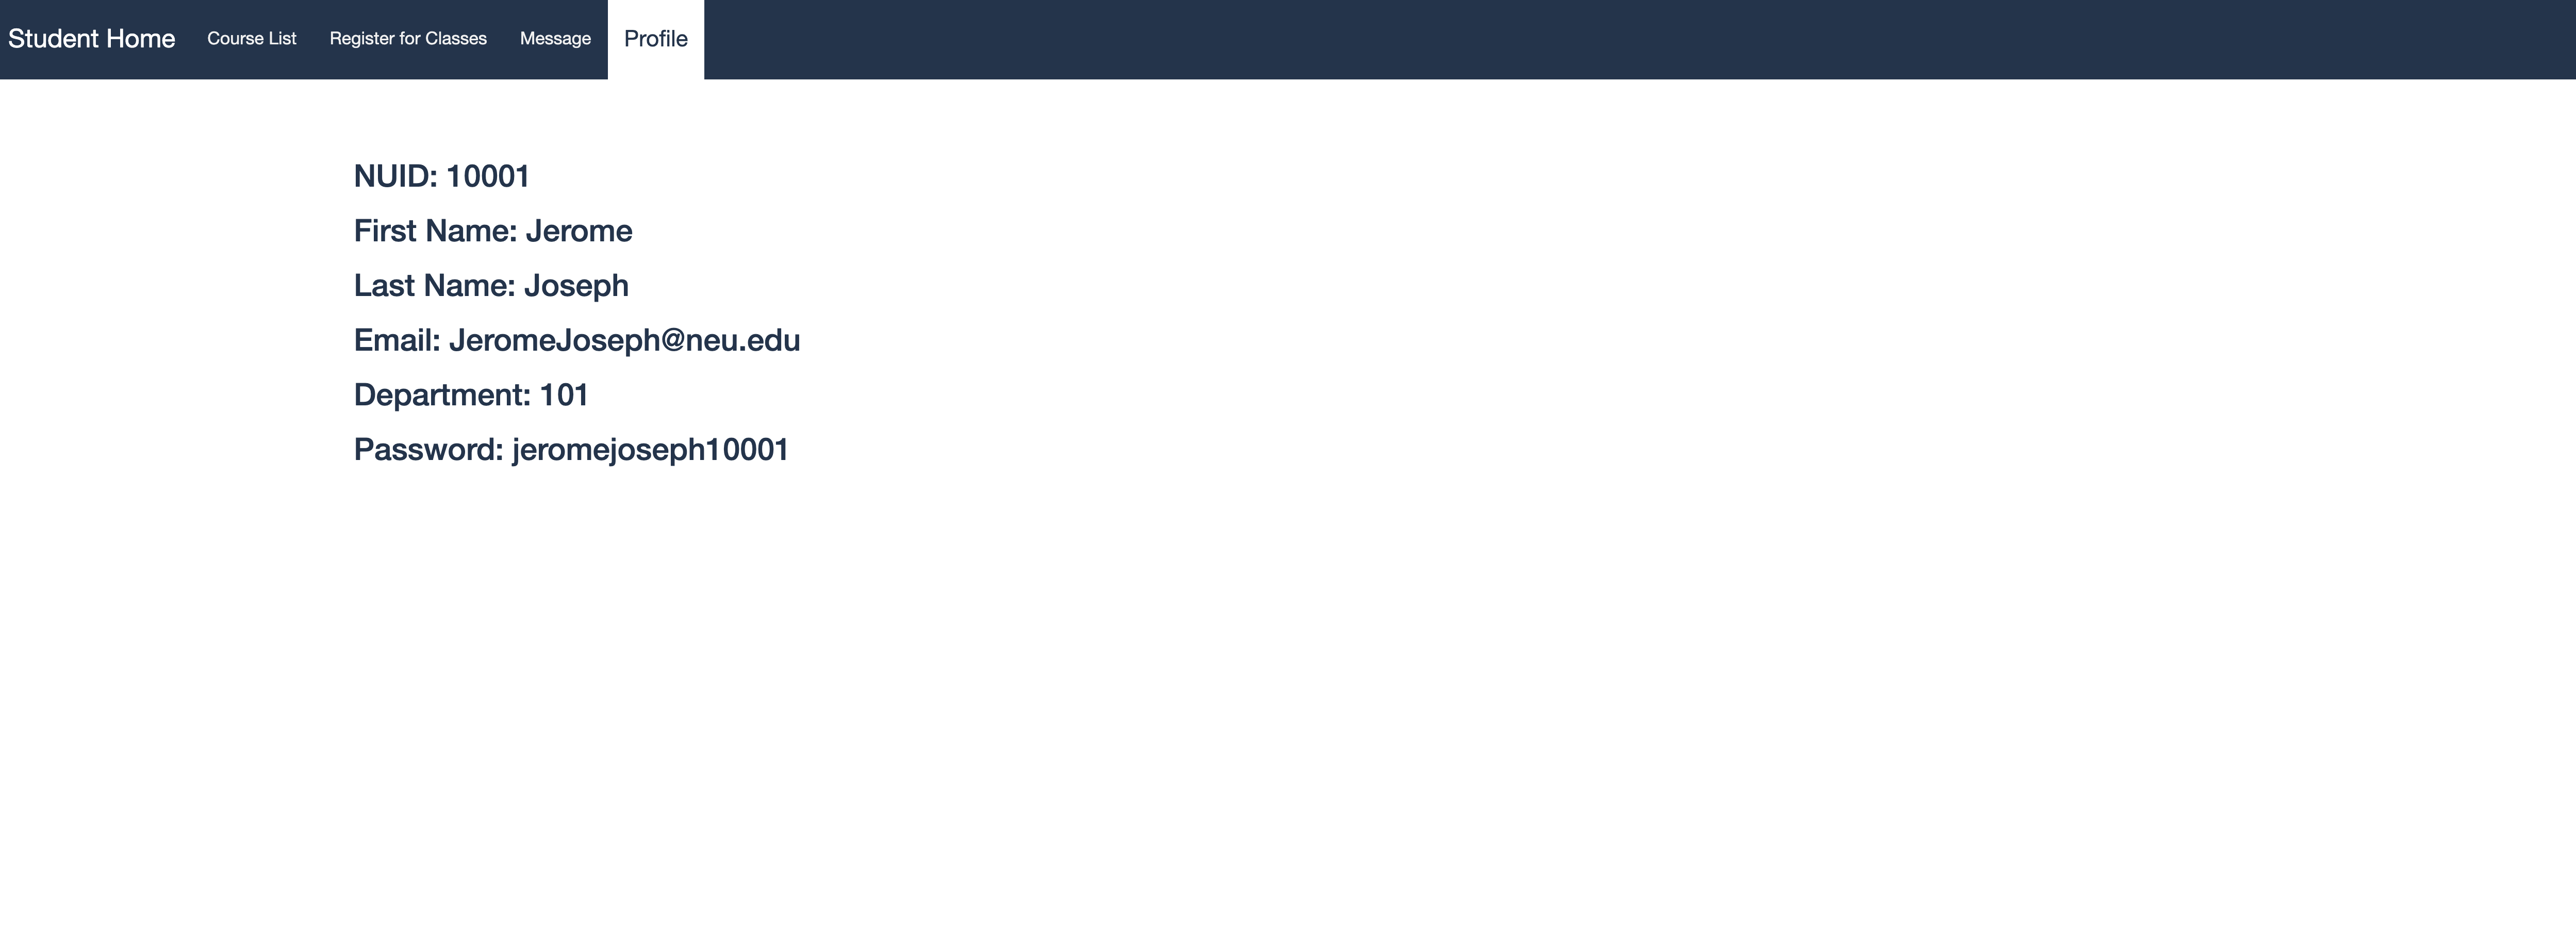 Student Home Course List Register for Classes Message Profile
NUID: 10001
First Name: Jerome
Last Name: Joseph
Email: JeromeJoseph@neu.edu
Department: 101
Password: jeromejoseph10001